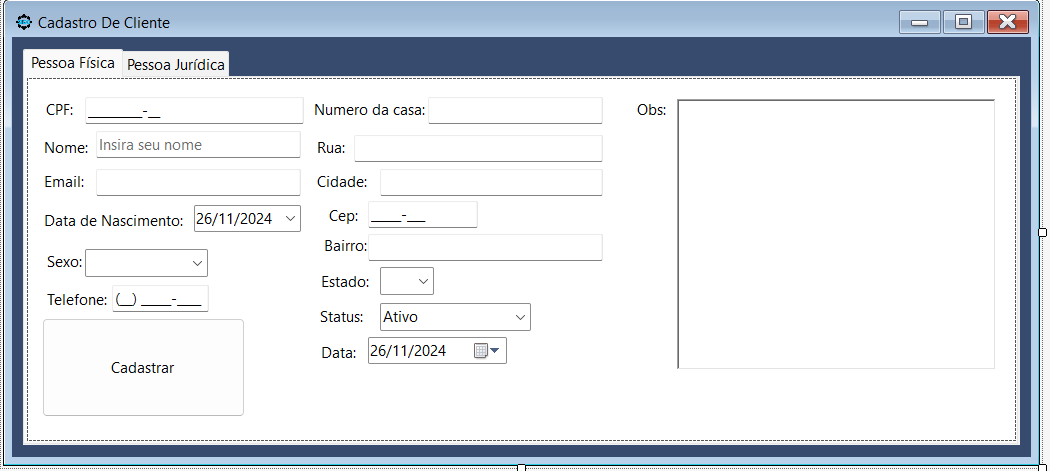 Cadastro De Cliente
Pessoa Física Pessoa Jurídica
CPF: ________-__ Numero da casa: Obs:
Nome: Insira seu nome Rua:
Email: Cidade:
Data de Nascimento: 26/11/2024 Cep: ____-___
Bairro:
Sexo: Estado:
Telefone: (__) ____-____ Status: Ativo
Data: 26/11/2024
Cadastrar